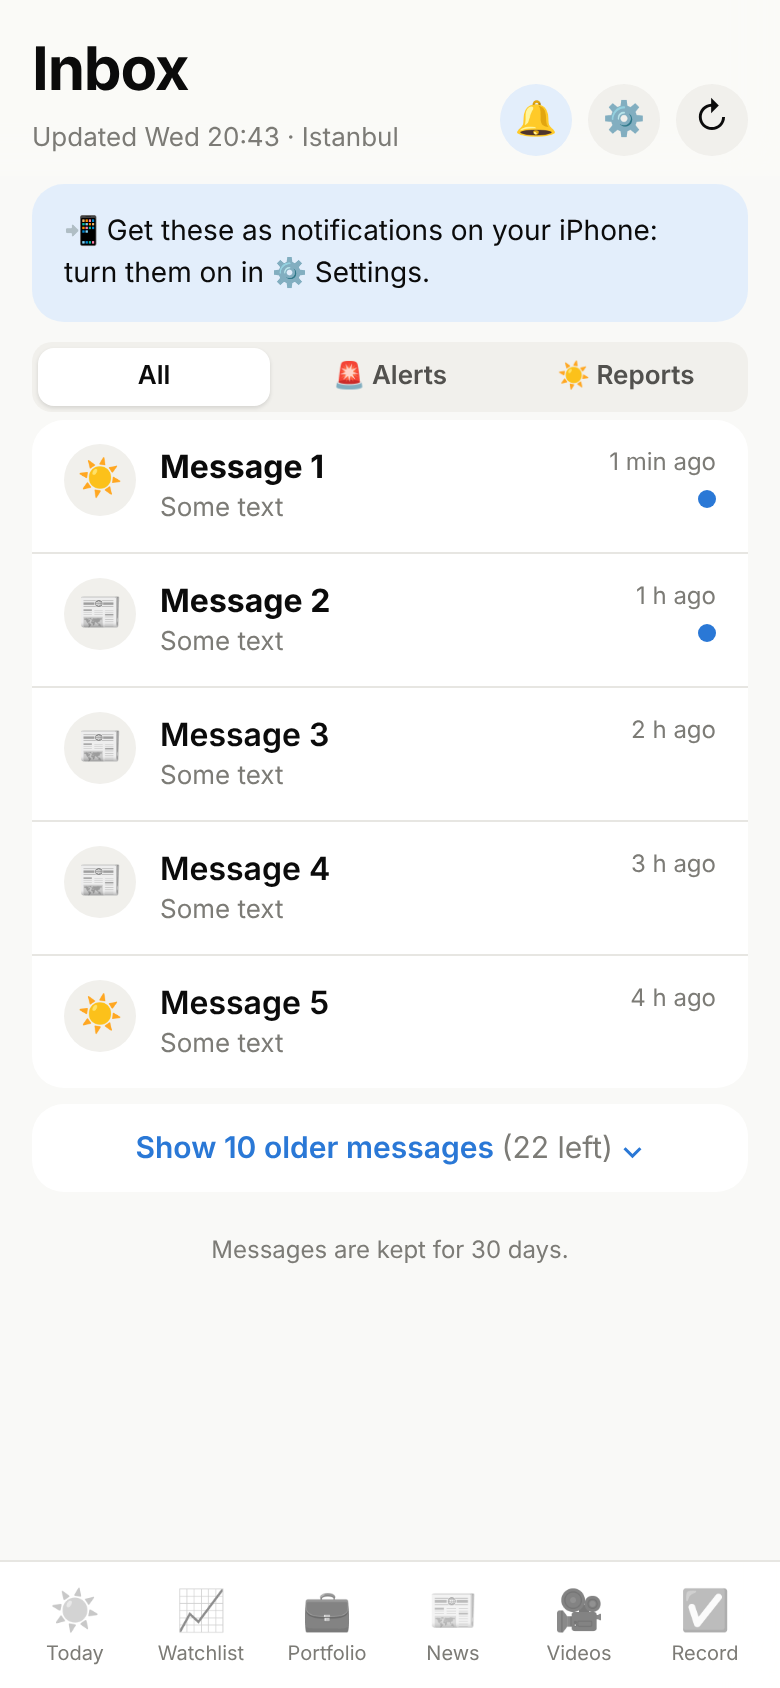 Inbox
Updated Wed 20:43 · Istanbul
Get these as notifications on your iPhone:
turn them on in ⚙️ Settings.
All
Alerts
Reports
Message 1
1 min ago
Some text
Message 2
1 h ago
Some text
Message 3
2 h ago
Some text
Message 4
3 h ago
Some text
Message 5
4 h ago
Some text
Show 10 older messages (22 left)
Messages are kept for 30 days.
Today
Watchlist
Portfolio
News
Videos
Record